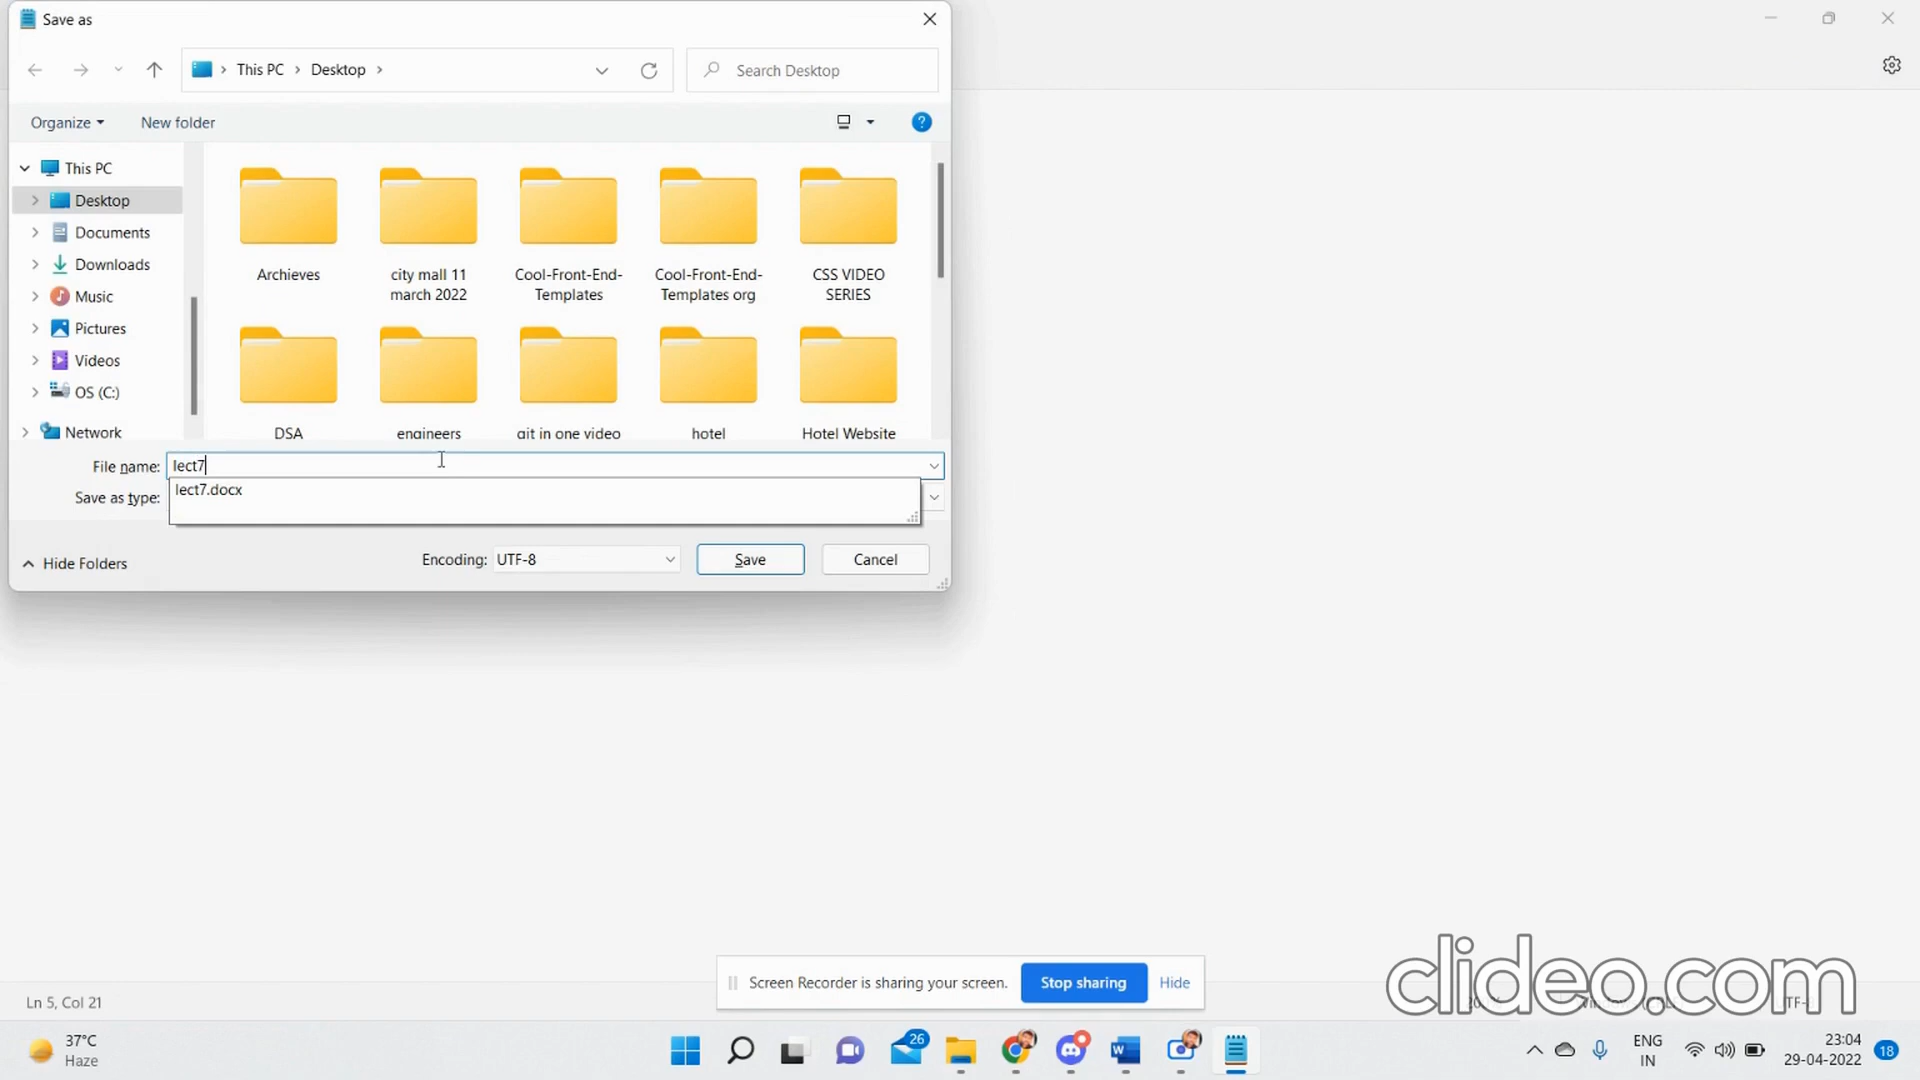 Save as
This PC > Desktop >
Search Desktop
Organize
New folder
This PC
Desktop
Documents
Downloads
Music
Pictures
Videos
OS (C:)
Network
Archieves
city mall 11
march 2022
Cool-Front-End-
Templates
Cool-Front-End-
Templates org
CSS VIDEO
SERIES
DSA
engineers
git in one video
hotel
Hotel Website
File name: lect7
lect7.docx
Save as type:
Hide Folders
Encoding: UTF-8
Save
Cancel
Screen Recorder is sharing your screen.
Stop sharing
Hide
clideo.com
Ln 5, Col 21
37°C
Haze
26
ENG
IN
23:04
29-04-2022
18